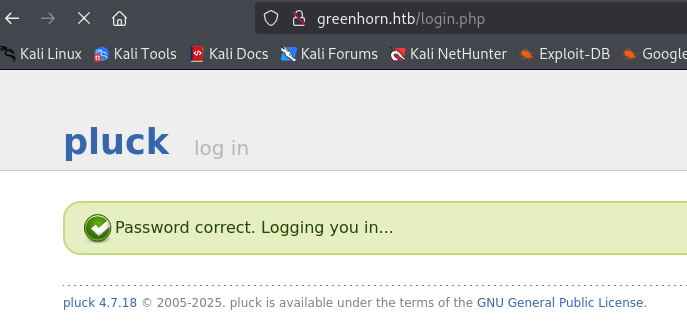 greenhorn.htb/login.php
Kali Linux Kali Tools Kali Docs Kali Forums Kali NetHunter Exploit-DB Google
pluck log in
Password correct. Logging you in...
pluck 4.7.18 © 2005-2025. pluck is available under the terms of the GNU General Public License.